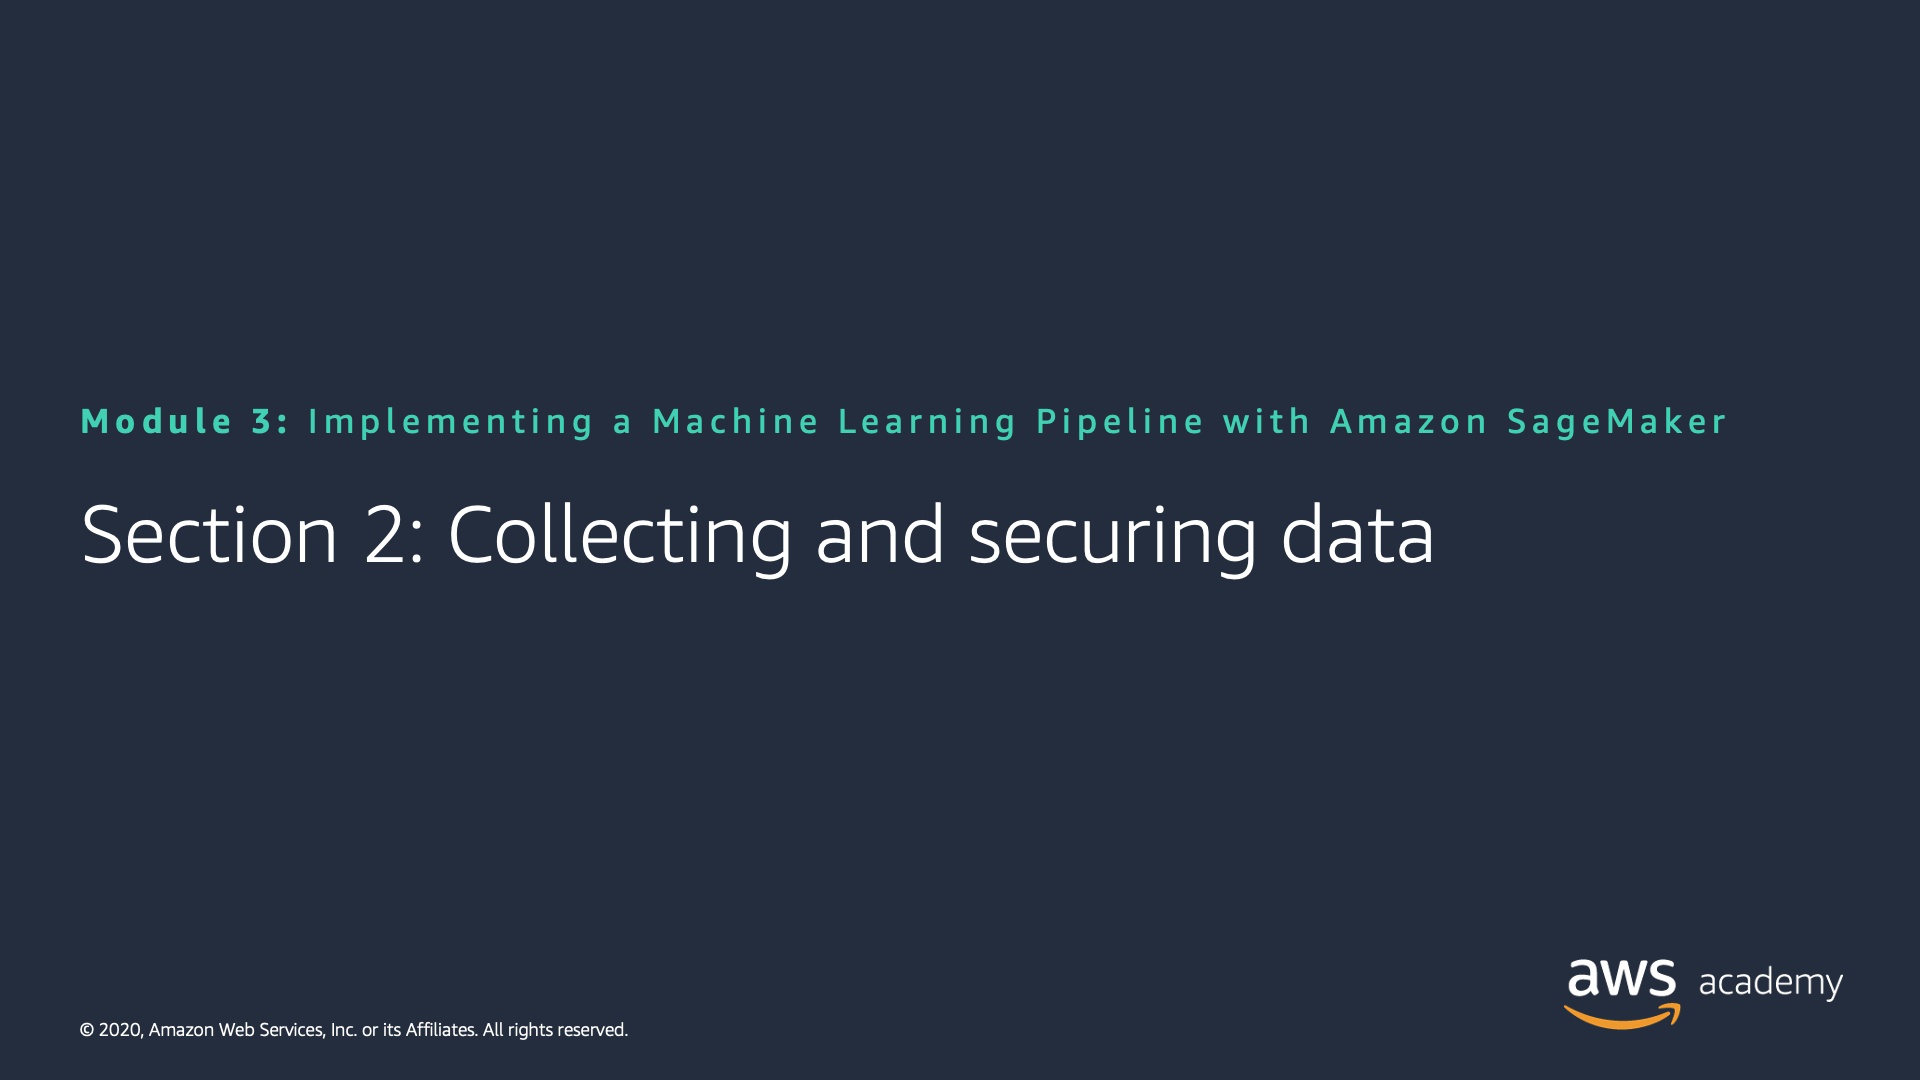 Module 3: Implementing a Machine Learning Pipeline with Amazon SageMaker
Section 2: Collecting and securing data
aws academy
© 2020, Amazon Web Services, Inc. or its Affiliates. All rights reserved.